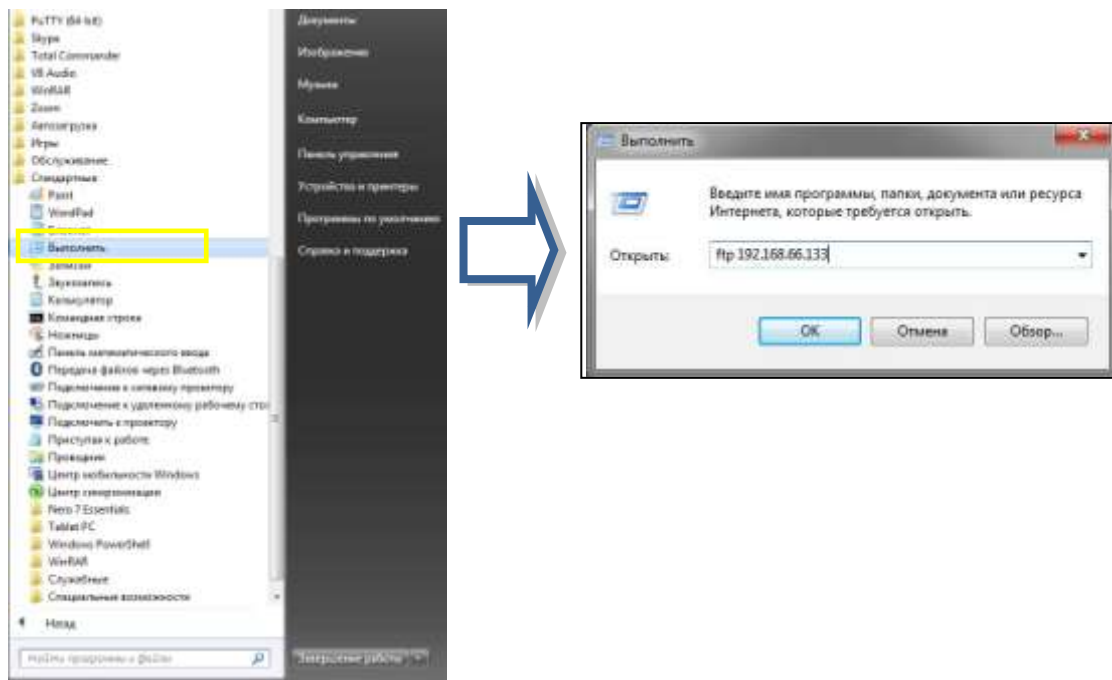 PuTTY (64-bit)
Skype
Total Commander
VB Audio
WinRAR
Zoom
Автозагрузка
Игры
Обслуживание
Стандартные
Paint
WordPad
Выполнить
Записки
Звукозапись
Калькулятор
Командная строка
Ножницы
Панель математического ввода
Передача файлов через Bluetooth
Подключение к сетевому проектору
Подключение к удаленному рабочему сто
Подключить к проектору
Приступая к работе
Проводник
Центр мобильности Windows
Центр синхронизации
Nero 7 Essentials
Tablet PC
Windows PowerShell
WinRAR
Служебные
Специальные возможности
Назад
Найти программы и файлы
Документы
Изображения
Музыка
Компьютер
Панель управления
Устройства и принтеры
Программы по умолчанию
Справка и поддержка
Завершение работы
Выполнить
Введите имя программы, папки, документа или ресурса
Интернета, которые требуется открыть.
Открыть:
ftp 192.168.66.133
ОК
Отмена
Обзор...